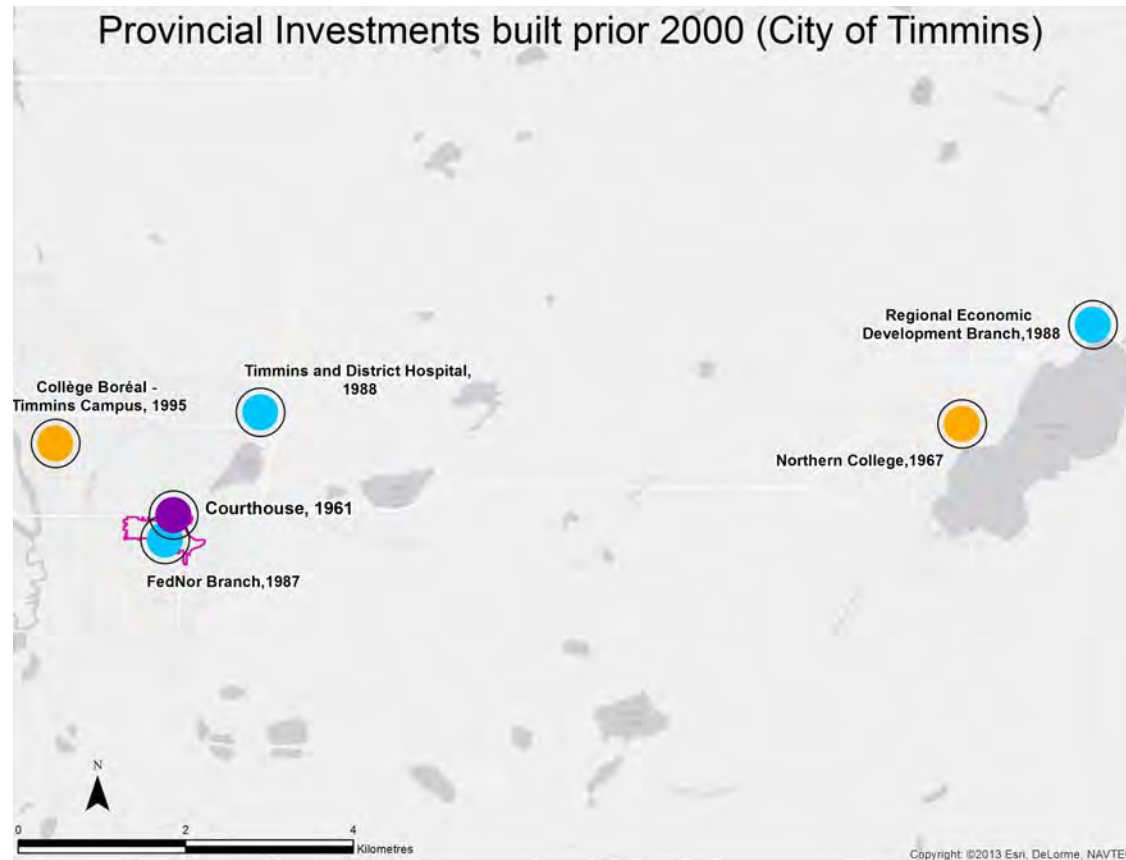 Provincial Investments built prior 2000 (City of Timmins)
Regional Economic
Development Branch,1988
Timmins and District Hospital,
1988
Collège Boréal -
Timmins Campus, 1995
Northern College,1967
Courthouse, 1961
FedNor Branch,1987
N
0 2 4
Kilometres
Copyright: ©2013 Esri, DeLorme, NAVTE